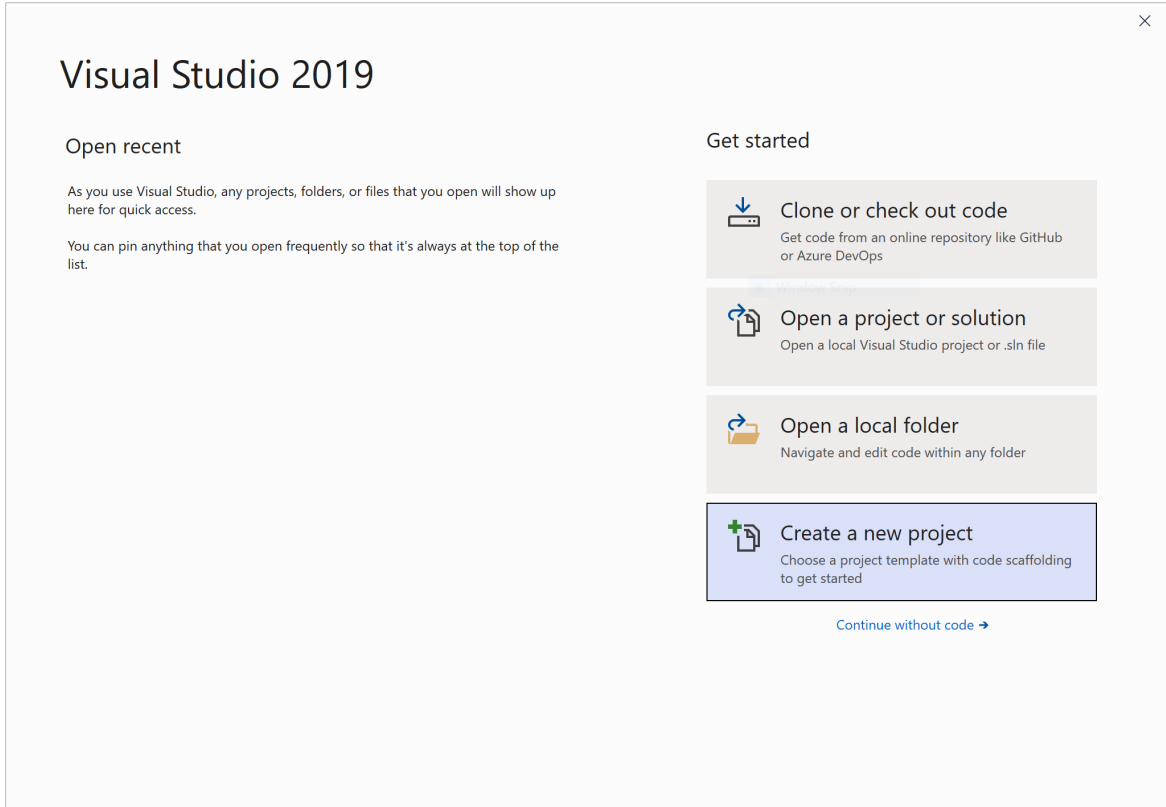 Visual Studio 2019
Open recent
As you use Visual Studio, any projects, folders, or files that you open will show up
here for quick access.
You can pin anything that you open frequently so that it's always at the top of the
list.
Get started
Clone or check out code
Get code from an online repository like GitHub
or Azure DevOps
Open a project or solution
Open a local Visual Studio project or .sln file
Open a local folder
Navigate and edit code within any folder
Create a new project
Choose a project template with code scaffolding
to get started
Continue without code